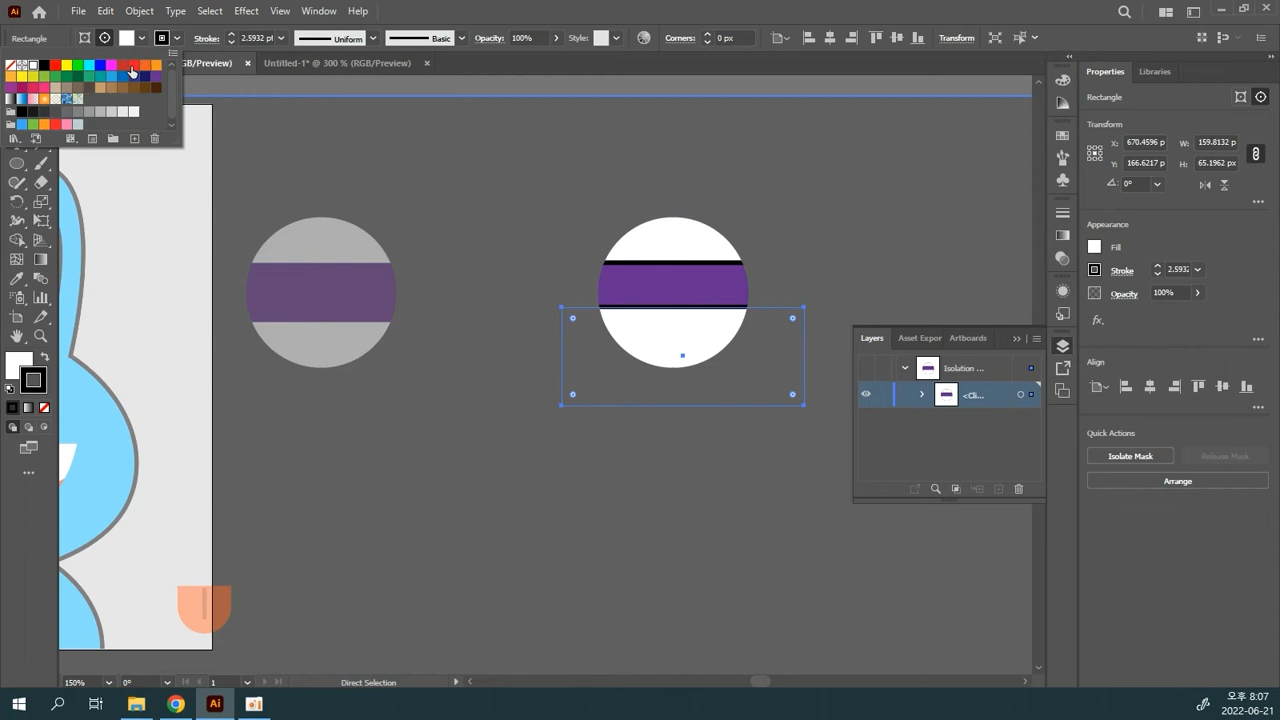 Ai File Edit Object Type Select Effect View Window Help
Rectangle Stroke: 2.5932 pt Uniform Basic Opacity: 100% Style: Corners: 0 px Transform
GB/Preview) × Untitled-1* @ 300 % (RGB/Preview) ×
Properties Libraries
Rectangle
Transform
X: 670.4596 p W: 159.8132 p
Y: 166.6217 p H: 65.1962 px
0°
Appearance
Fill
Stroke 2.5932
Opacity 100%
fx.
Layers Asset Expor Artboards
Isolation ...
<Cli...
Align
Quick Actions
Isolate Mask Release Mask
Arrange
150% 0° 1 Direct Selection
Ai
오후 8:07
2022-06-21